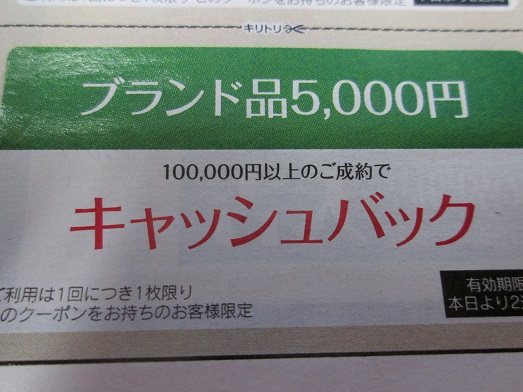 キリトリ
ブランド品5,000円
100,000円以上のご成約で
キャッシュバック
ご利用は1回につき1枚限り
のクーポンをお持ちのお客様限定
有効期限
本日より2